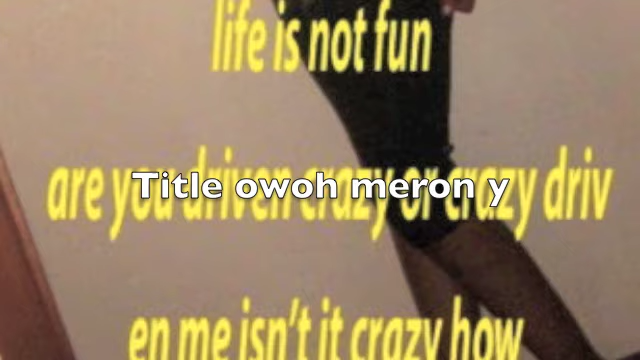 life is not fun
are you driven crazy or crazy driv
Title owoh meron y
en me isn't it crazy how